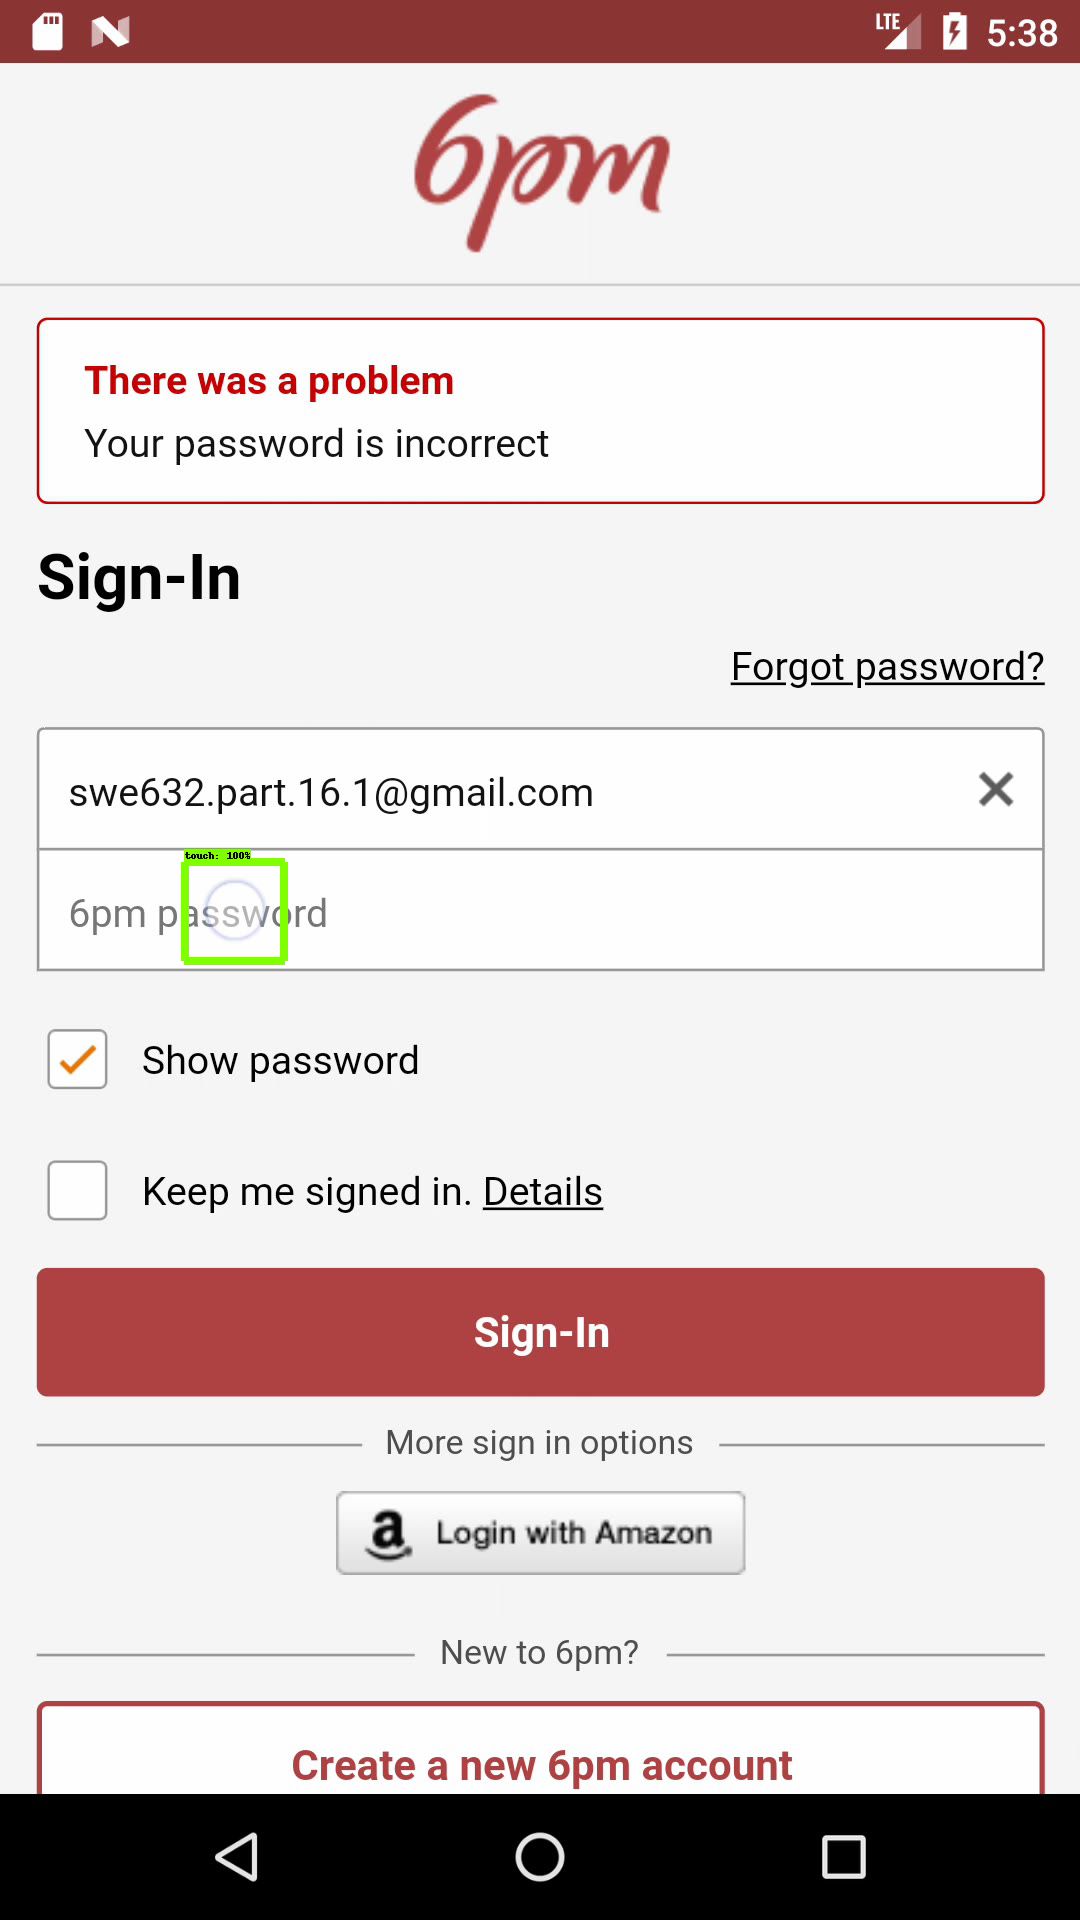 LTE 5:38
6pm
There was a problem
Your password is incorrect
Sign-In
Forgot password?
swe632.part.16.1@gmail.com
touch: 100%
6pm password
Show password
Keep me signed in. Details
Sign-In
More sign in options
a Login with Amazon
New to 6pm?
Create a new 6pm account